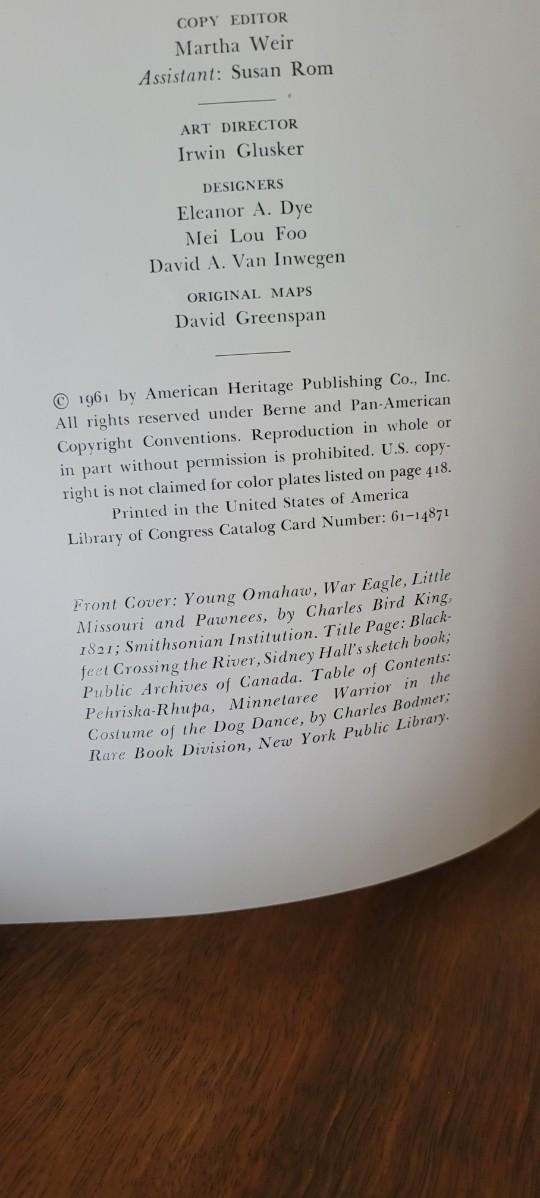 COPY EDITOR
Martha Weir
Assistant: Susan Rom
ART DIRECTOR
Irwin Glusker
DESIGNERS
Eleanor A. Dye
Mei Lou Foo
David A. Van Inwegen
ORIGINAL MAPS
David Greenspan
© 1961 by American Heritage Publishing Co., Inc.
All rights reserved under Berne and Pan-American
Copyright Conventions. Reproduction in whole or
in part without permission is prohibited. U.S. copy-
right is not claimed for color plates listed on page 418.
Printed in the United States of America
Library of Congress Catalog Card Number: 61-14871
Front Cover: Young Omahaw, War Eagle, Little
Missouri and Pawnees, by Charles Bird King,
1821; Smithsonian Institution. Title Page: Black-
feet Crossing the River, Sidney Hall's sketch book;
Public Archives of Canada. Table of Contents:
Pehriska-Rhupa, Minnetaree Warrior in the
Costume of the Dog Dance, by Charles Bodmer;
Rare Book Division, New York Public Library.